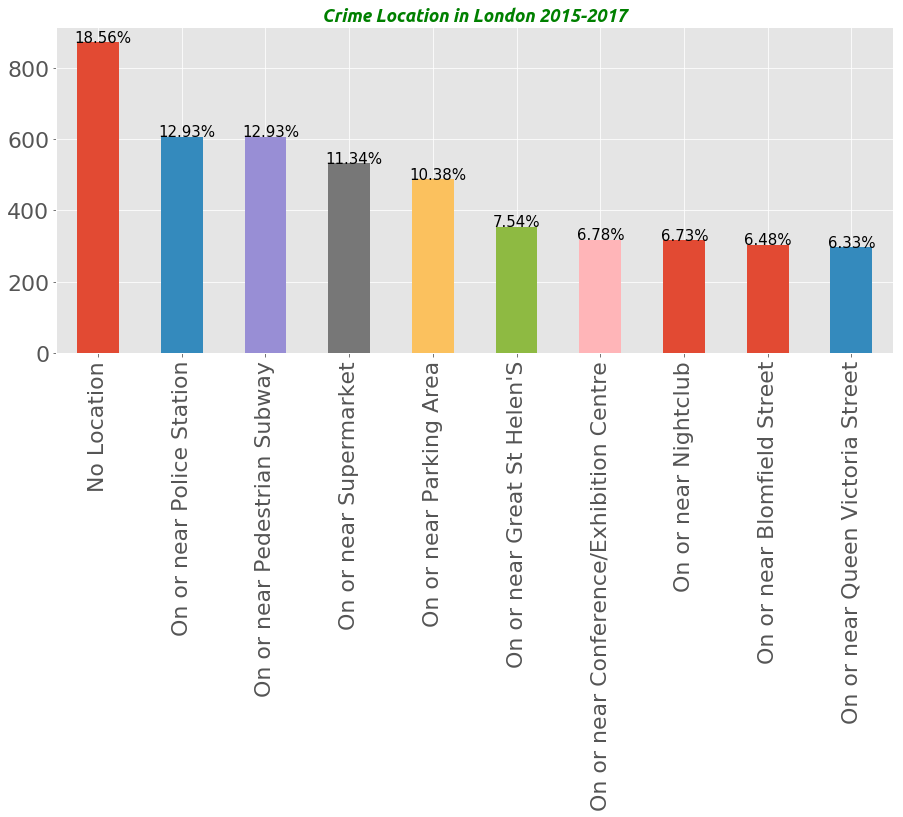 Crime Location in London 2015-2017
800
600
400
200
0
18.56%
12.93%
12.93%
11.34%
10.38%
7.54%
6.78%
6.73%
6.48%
6.33%
No Location
On or near Police Station
On or near Pedestrian Subway
On or near Supermarket
On or near Parking Area
On or near Great St Helen'S
On or near Conference/Exhibition Centre
On or near Nightclub
On or near Blomfield Street
On or near Queen Victoria Street